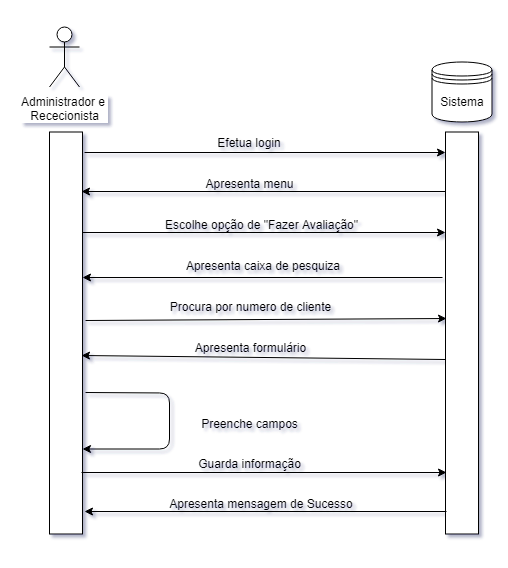 Administrador e
Rececionista
Sistema
Efetua login
Apresenta menu
Escolhe opção de "Fazer Avaliação"
Apresenta caixa de pesquiza
Procura por numero de cliente
Apresenta formulário
Preenche campos
Guarda informação
Apresenta mensagem de Sucesso